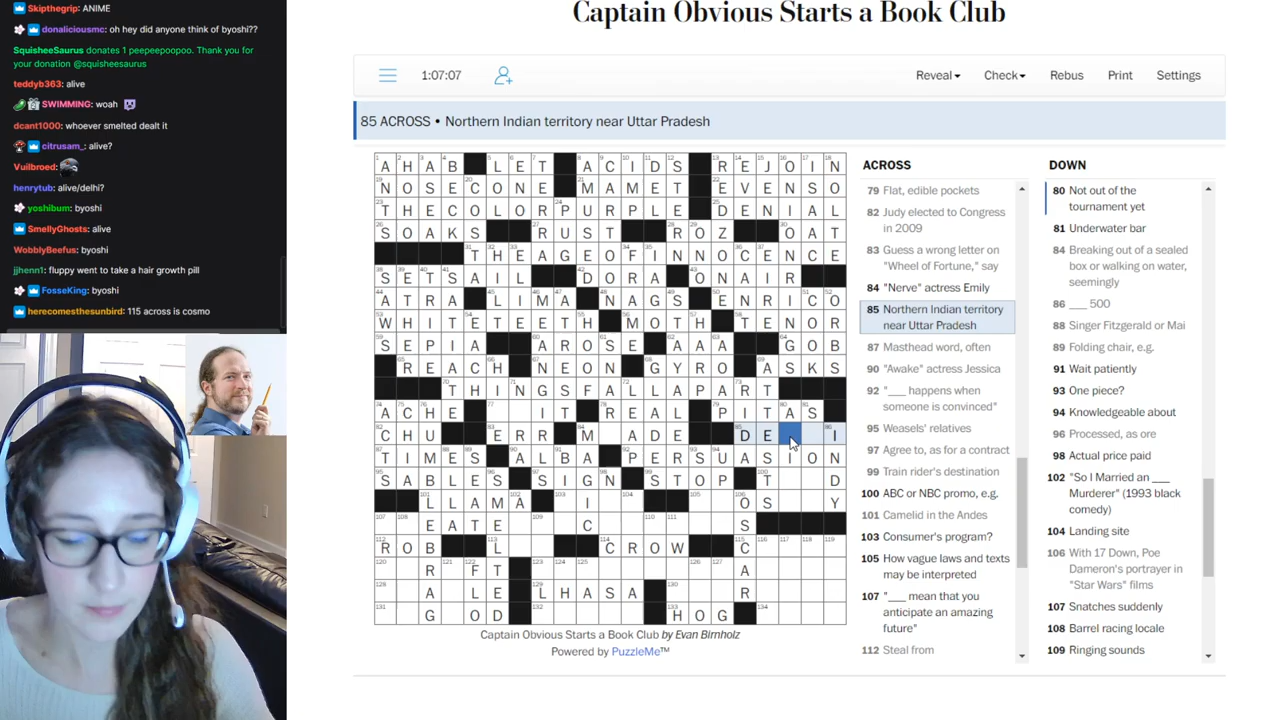 Skipthegrip: ANIME
donaliciousmc: oh hey did anyone think of byoshi??
SquisheeSaurus donates 1 peepeepoopoo. Thank you for
your donation @squisheesaurus
teddyb363: alive
SWIMMING: woah
dcant1000: whoever smelted dealt it
citrusam_: alive?
Vuilbroed:
henrytub: alive/delhi?
yoshibum: byoshi
SmellyGhosts: alive
WobblyBeefus: byoshi
jjhenn1: fluppy went to take a hair growth pill
FosseKing: byoshi
herecomesthesunbird: 115 across is cosmo
Captain Obvious Starts a Book Club
1:07:07
Reveal
Check
Rebus
Print
Settings
85 ACROSS • Northern Indian territory near Uttar Pradesh
A H A B L E T A C I D S R E J O I N
N O S E C O N E M A M E T E V E N S O
T H E C O L O R P U R P L E D E N I A L
S O A K S R U S T R O Z O A T
T H E A G E O F I N N O C E N C E
S E T S A I L D O R A O N A I R
A T R A L I M A N A G S E N R I C O
W H I T E T E E T H M O T H T E N O R
S E P I A A R O S E A A A G O B
R E A C H N E O N G Y R O A S K S
T H I N G S F A L L A P A R T
A C H E I T R E A L P I T A S
C H U E R R M A D E D E I
T I M E S A L B A P E R S U A S I O N
S A B L E S S I G N S T O P T D
L L A M A I O S Y
E A T E C S
R O B L C R O W C
R F T A
A L E L H A S A R
G O D H O G
Captain Obvious Starts a Book Club by Evan Birnholz
Powered by PuzzleMe™
ACROSS
79 Flat, edible pockets
82 Judy elected to Congress
in 2009
83 Guess a wrong letter on
"Wheel of Fortune," say
84 "Nerve" actress Emily
85 Northern Indian territory
near Uttar Pradesh
87 Masthead word, often
90 "Awake" actress Jessica
92 "___ happens when
someone is convinced"
95 Weasels' relatives
97 Agree to, as for a contract
99 Train rider's destination
100 ABC or NBC promo, e.g.
101 Camelid in the Andes
103 Consumer's program?
105 How vague laws and texts
may be interpreted
107 "___ mean that you
anticipate an amazing
future"
112 Steal from
DOWN
80 Not out of the
tournament yet
81 Underwater bar
84 Breaking out of a sealed
box or walking on water,
seemingly
86 ___ 500
88 Singer Fitzgerald or Mai
89 Folding chair, e.g.
91 Wait patiently
93 One piece?
94 Knowledgeable about
96 Processed, as ore
98 Actual price paid
102 "So I Married an ___
Murderer" (1993 black
comedy)
104 Landing site
106 With 17 Down, Poe
Dameron's portrayer in
"Star Wars" films
107 Snatches suddenly
108 Barrel racing locale
109 Ringing sounds